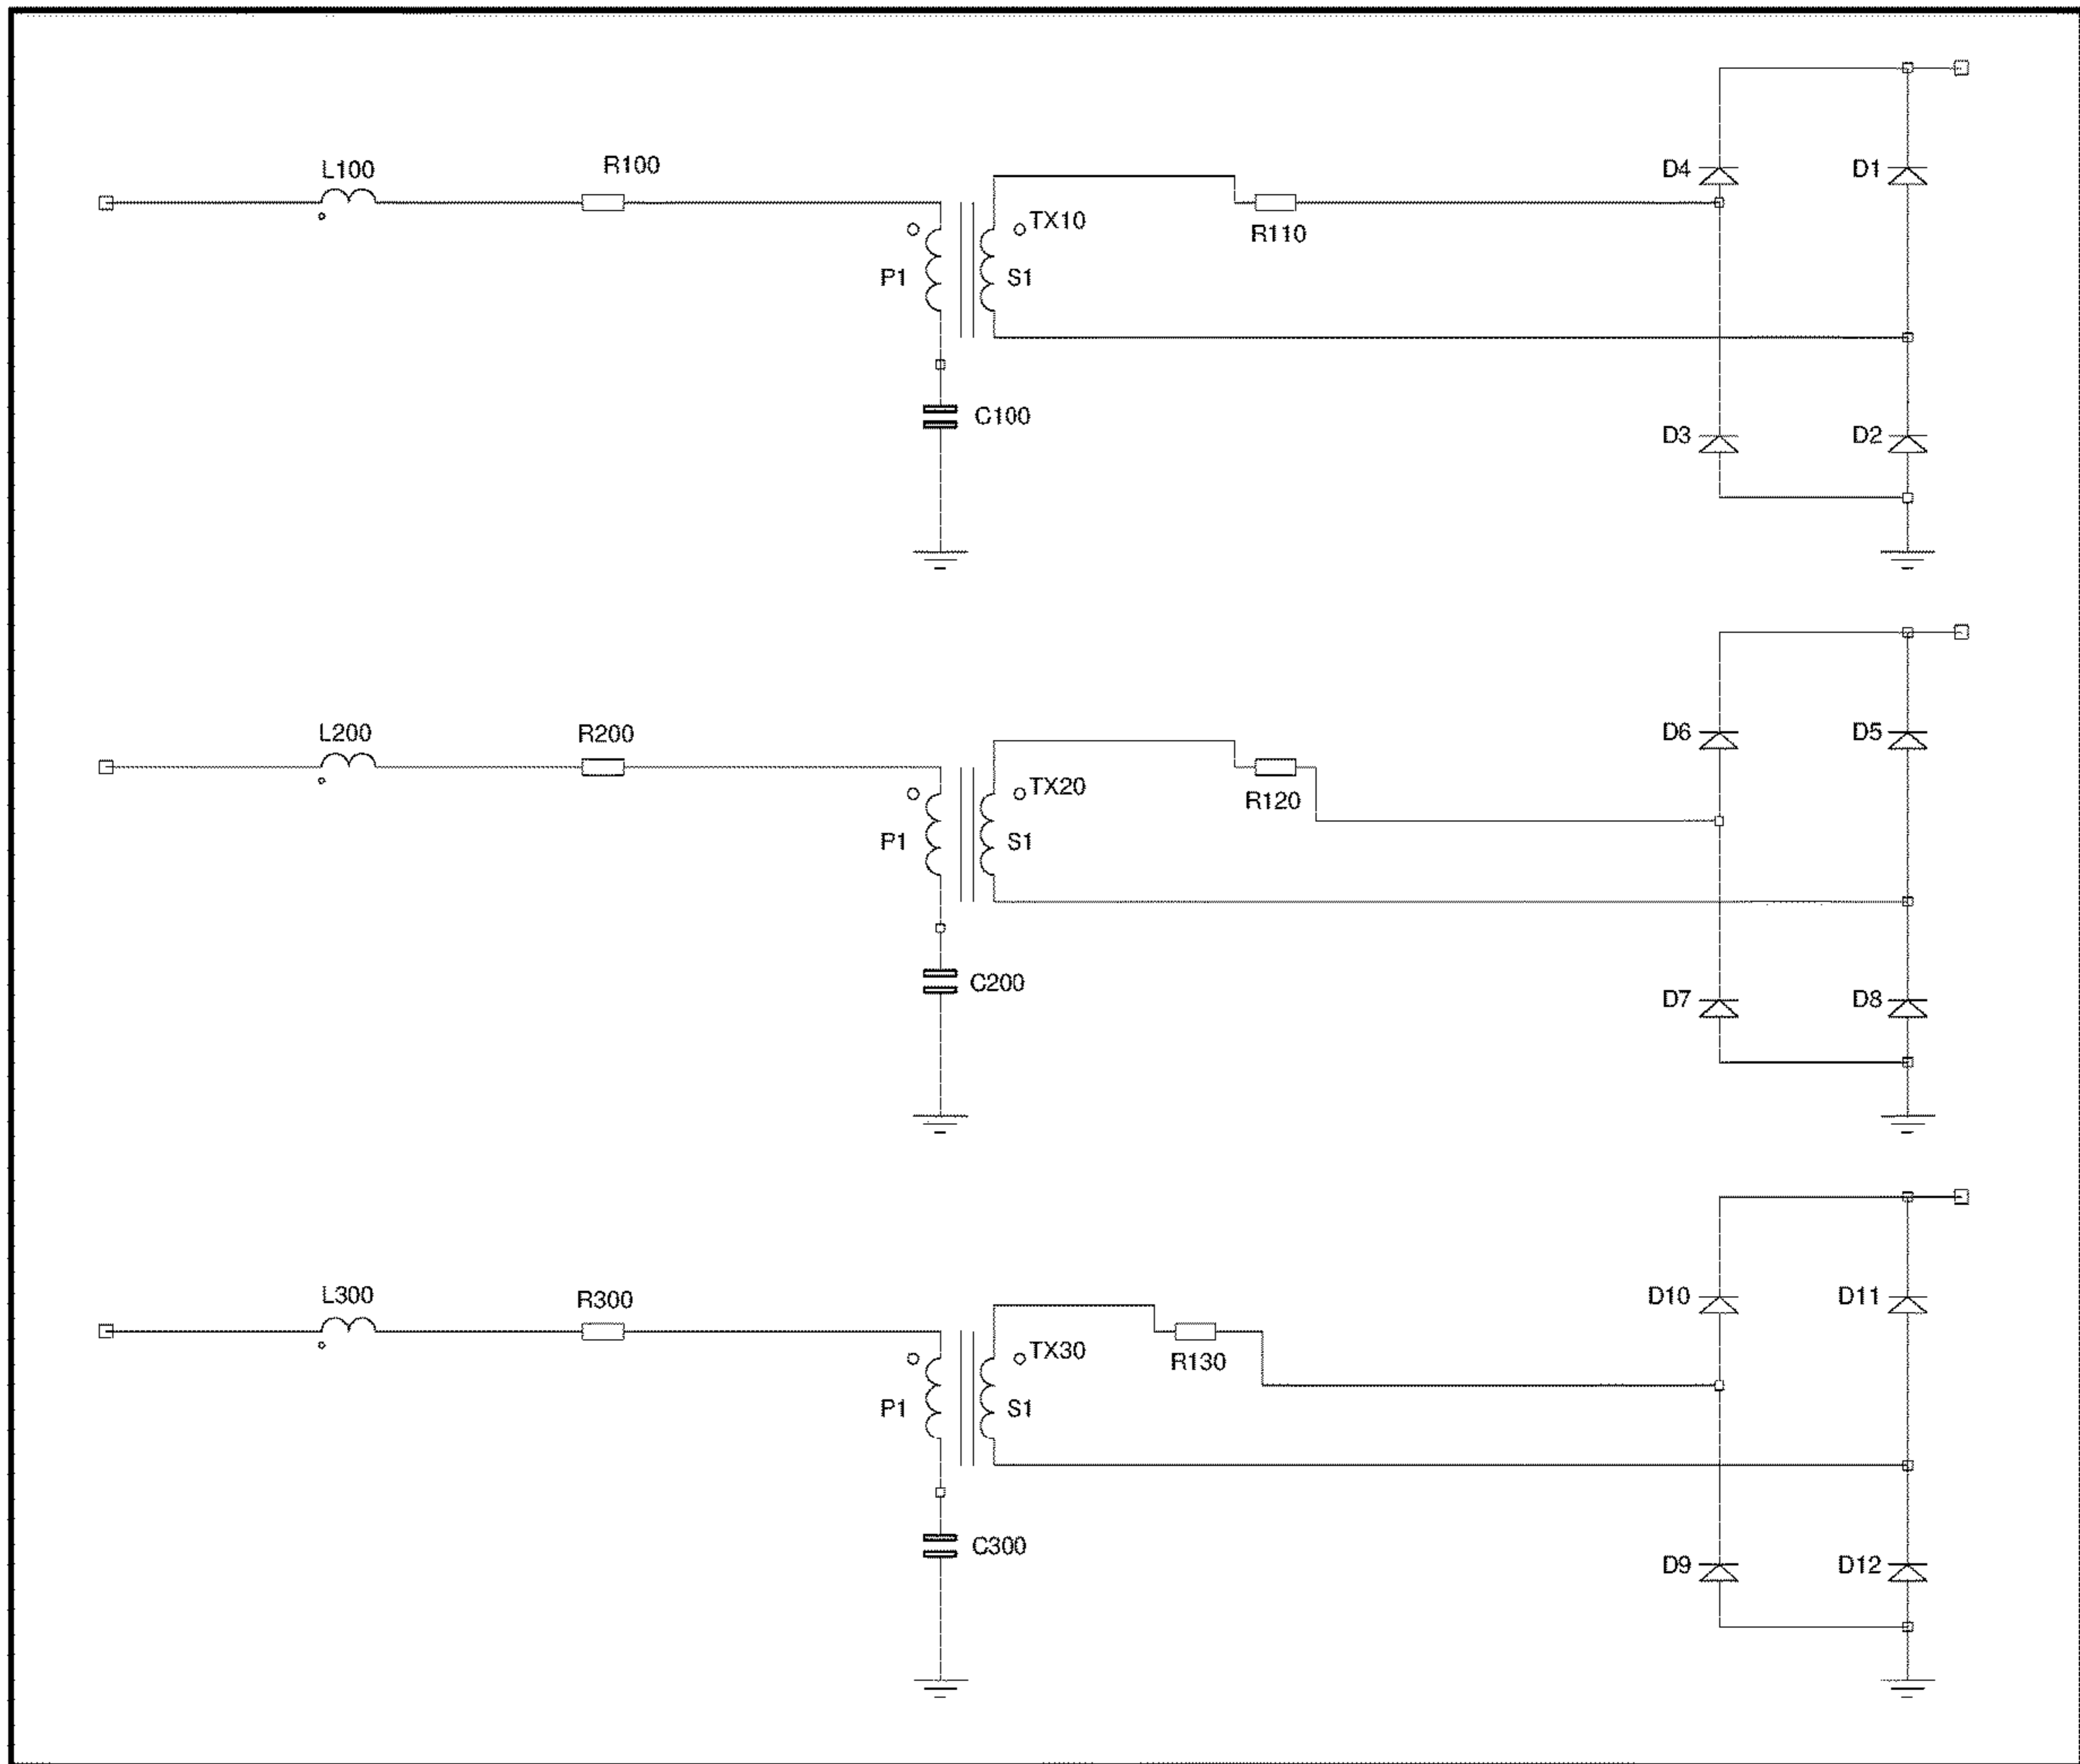 L100
R100
D4
D1
TX10
R110
P1
S1
C100
D3
D2
L200
R200
D6
D5
TX20
R120
P1
S1
C200
D7
D8
L300
R300
D10
D11
TX30
R130
P1
S1
C300
D9
D12